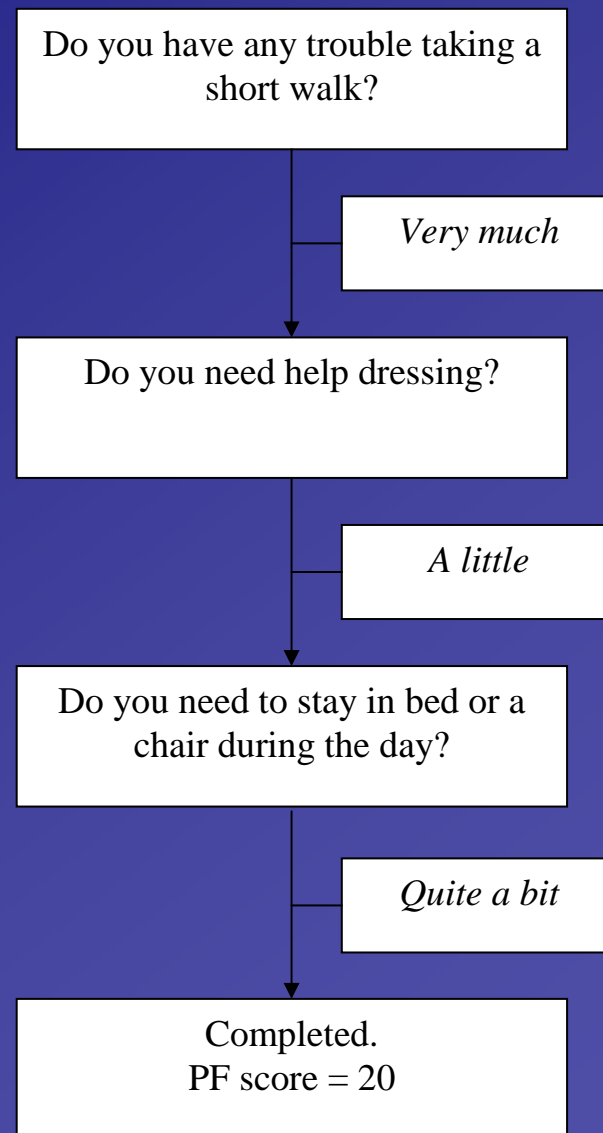 Do you have any trouble taking a
short walk?
Very much
Do you need help dressing?
A little
Do you need to stay in bed or a
chair during the day?
Quite a bit
Completed.
PF score = 20